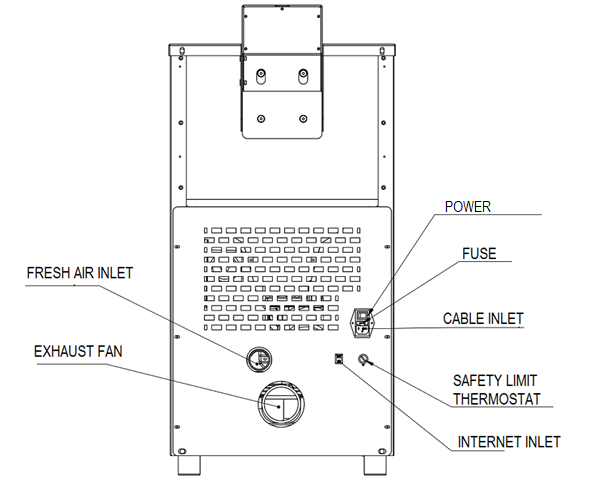 POWER
FUSE
FRESH AIR INLET
CABLE INLET
EXHAUST FAN
SAFETY LIMIT
THERMOSTAT
INTERNET INLET